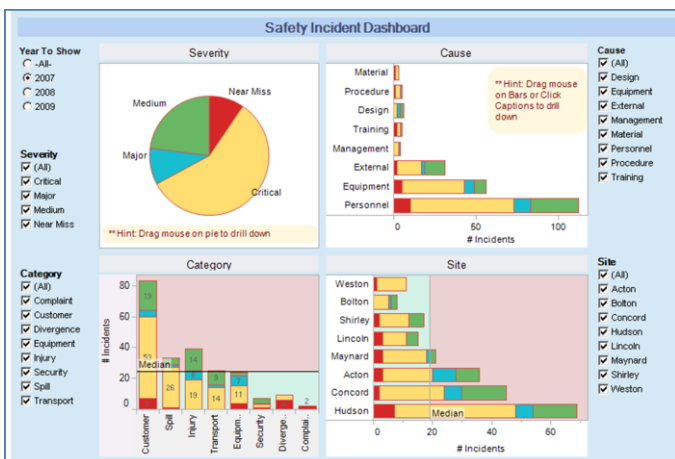 Safety Incident Dashboard
Year To Show
-All-
2007
2008
2009
Severity
(All)
Critical
Major
Medium
Near Miss
Category
(All)
Complaint
Customer
Divergence
Equipment
Injury
Security
Spill
Transport
Severity
Near Miss
Medium
Major
Critical
**Hint: Drag mouse on pie to drill down
Cause
Material
Procedure
Design
Training
Management
External
Equipment
Personnel
**Hint: Drag mouse
on Bars or Click
Captions to drill
down
0 50 100
# Incidents
Cause
(All)
Design
Equipment
External
Management
Material
Personnel
Procedure
Training
Category
# Incidents
80
60
40
20
0
Median
19
53
26
14
19
9
14
7
11
2
Customer
Spill
Injury
Transport
Equipm..
Security
Diverge..
Complai..
Site
Weston
Bolton
Shirley
Lincoln
Maynard
Acton
Concord
Hudson
Median
0 20 40 60
# Incidents
Site
(All)
Acton
Bolton
Concord
Hudson
Lincoln
Maynard
Shirley
Weston